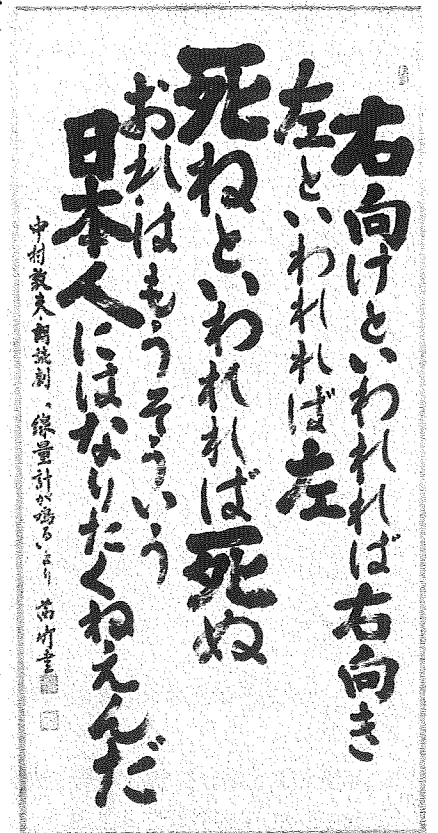 右向けといわれれば右向き
左といわれれば左
死ねといわれれば死ぬ
おれはもうそういう
日本人にはなりたくねえんだ
中村敦夫朗読劇、線量計が鳴る、より 書